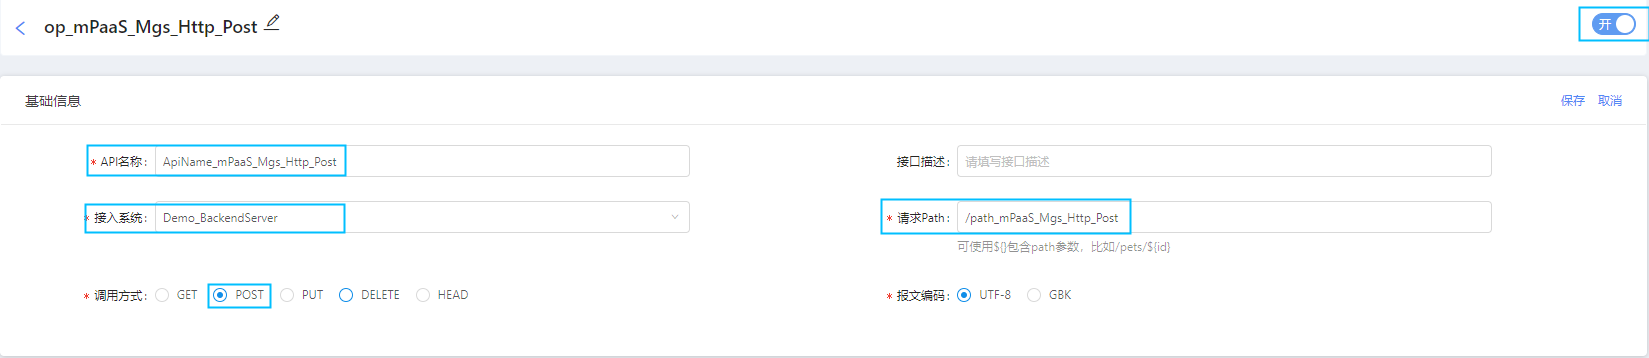 op_mPaaS_Mgs_Http_Post
开
基础信息
保存 取消
* API名称: ApiName_mPaaS_Mgs_Http_Post
接口描述: 请填写接口描述
* 接入系统: Demo_BackendServer
* 请求Path: /path_mPaaS_Mgs_Http_Post
可使用${}包含path参数，比如/pets/${id}
* 调用方式: GET POST PUT DELETE HEAD
* 报文编码: UTF-8 GBK